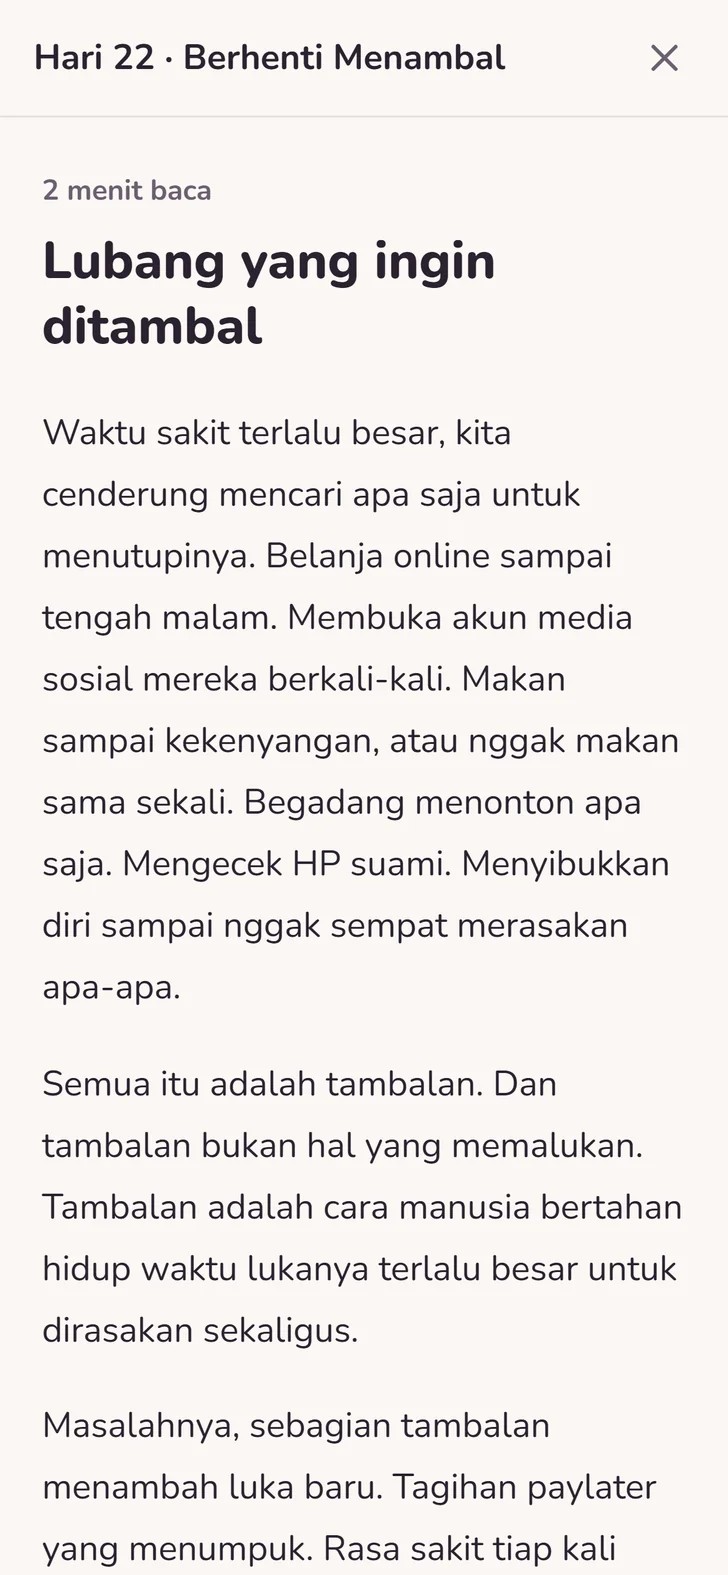 Hari 22 · Berhenti Menambal
2 menit baca
Lubang yang ingin
ditambal
Waktu sakit terlalu besar, kita
cenderung mencari apa saja untuk
menutupinya. Belanja online sampai
tengah malam. Membuka akun media
sosial mereka berkali-kali. Makan
sampai kekenyangan, atau nggak makan
sama sekali. Begadang menonton apa
saja. Mengecek HP suami. Menyibukkan
diri sampai nggak sempat merasakan
apa-apa.
Semua itu adalah tambalan. Dan
tambalan bukan hal yang memalukan.
Tambalan adalah cara manusia bertahan
hidup waktu lukanya terlalu besar untuk
dirasakan sekaligus.
Masalahnya, sebagian tambalan
menambah luka baru. Tagihan paylater
yang menumpuk. Rasa sakit tiap kali